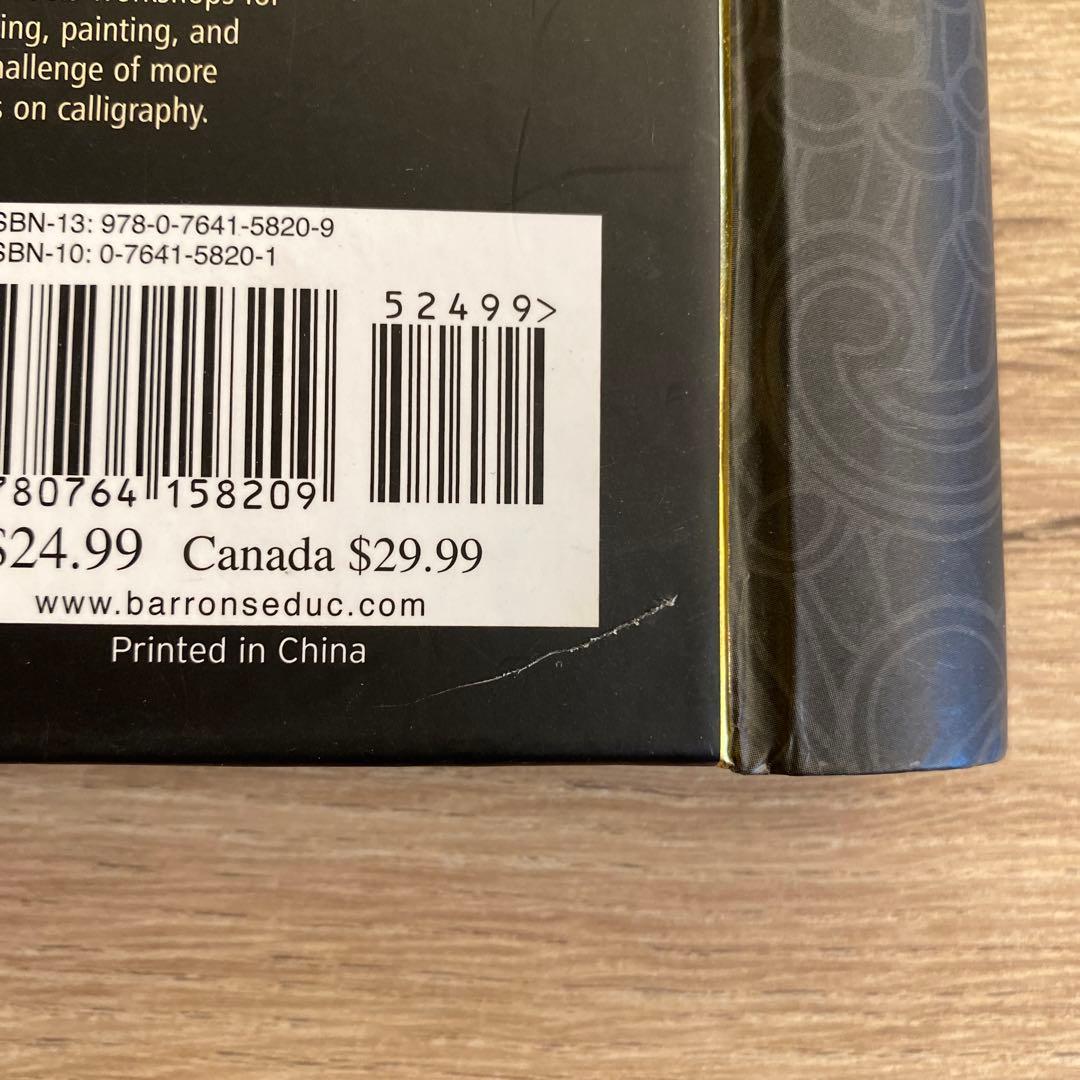 ing, painting, and
hallenge of more
s on calligraphy.
SBN-13: 978-0-7641-5820-9
SBN-10: 0-7641-5820-1
52499>
780764 158209
$24.99 Canada $29.99
www.barronseduc.com
Printed in China